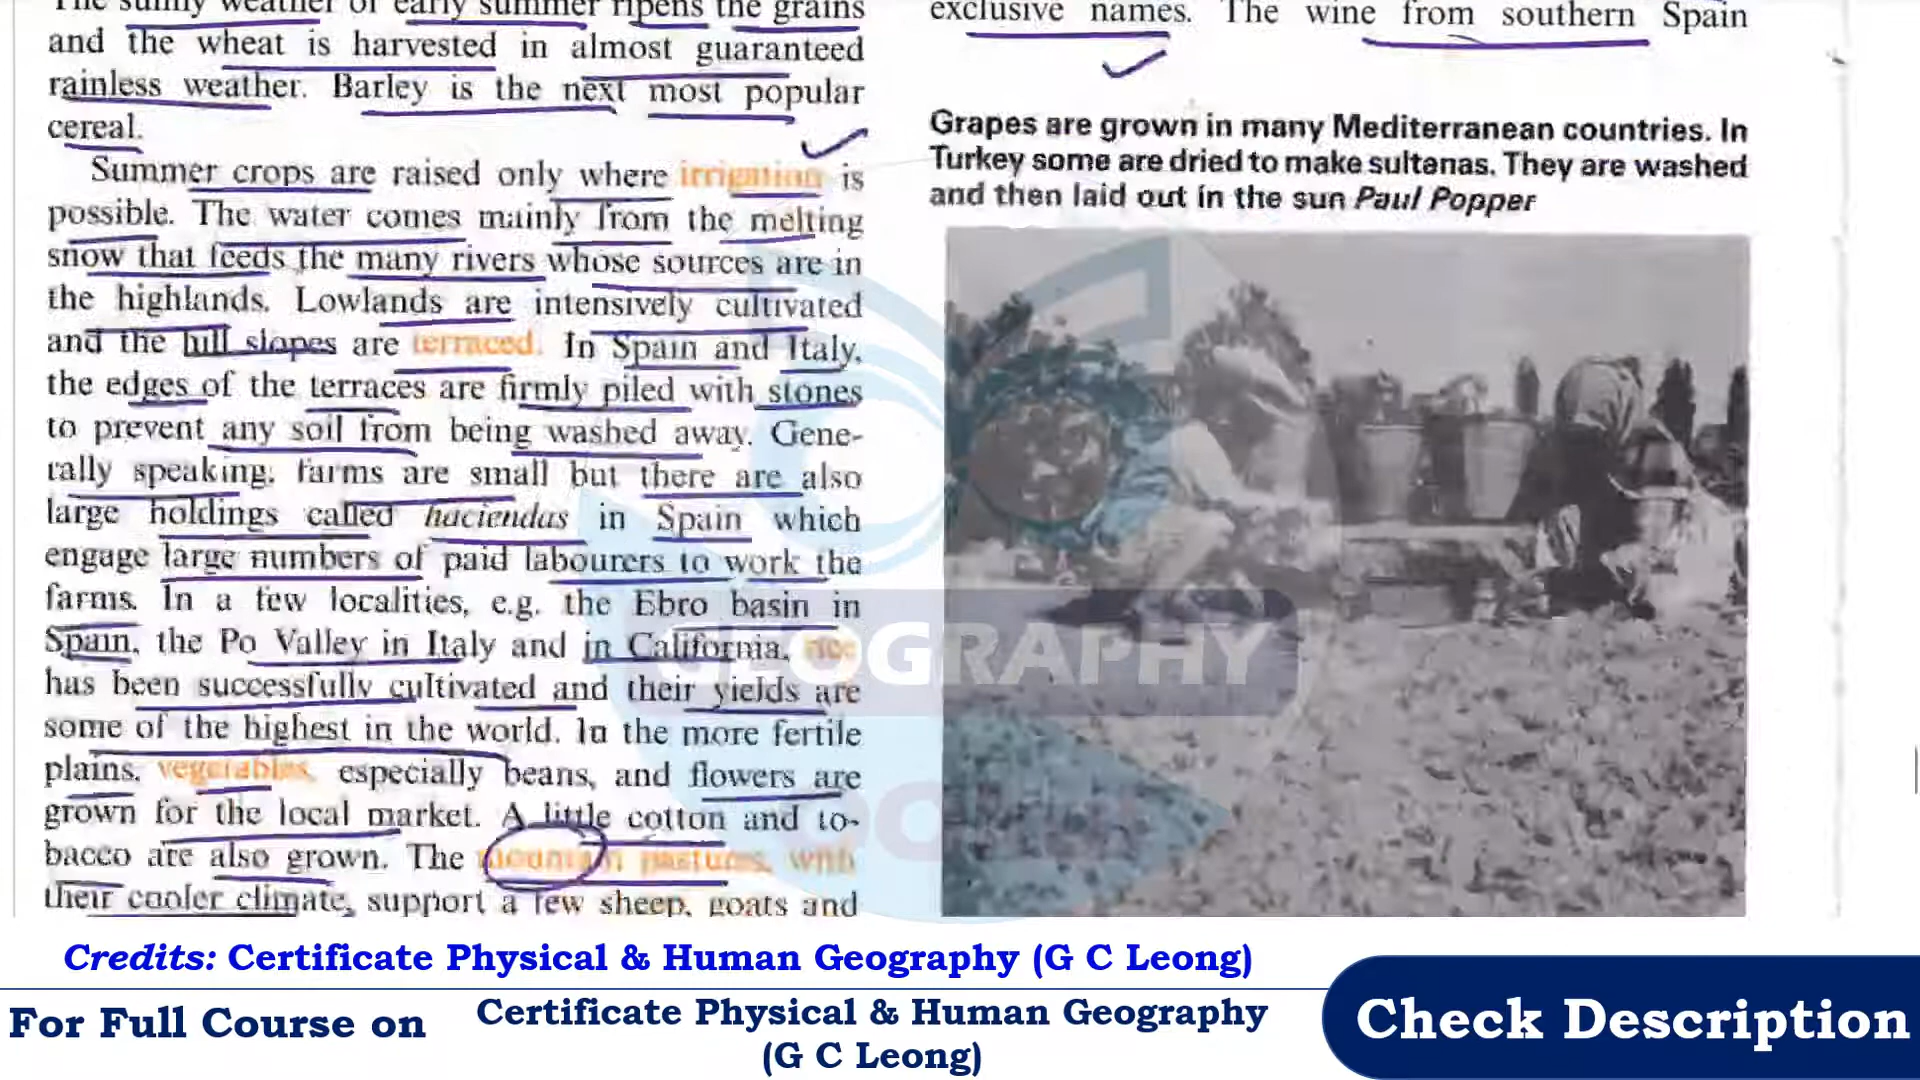 The sunny weather of early summer ripens the grains
and the wheat is harvested in almost guaranteed
rainless weather. Barley is the next most popular
cereal.
Summer crops are raised only where irrigation is
possible. The water comes mainly from the melting
snow that feeds the many rivers whose sources are in
the highlands. Lowlands are intensively cultivated
and the hill slopes are terraced. In Spain and Italy,
the edges of the terraces are firmly piled with stones
to prevent any soil from being washed away. Gene-
rally speaking, farms are small but there are also
large holdings called haciendas in Spain which
engage large numbers of paid labourers to work the
farms. In a few localities, e.g. the Ebro basin in
Spain, the Po Valley in Italy and in California, rice
has been successfully cultivated and their yields are
some of the highest in the world. In the more fertile
plains, vegetables, especially beans, and flowers are
grown for the local market. A little cotton and to-
bacco are also grown. The mountain pastures, with
their cooler climate, support a few sheep, goats and
exclusive names. The wine from southern Spain
Grapes are grown in many Mediterranean countries. In
Turkey some are dried to make sultenas. They are washed
and then laid out in the sun Paul Popper
GEOGRAPHY
Credits: Certificate Physical & Human Geography (G C Leong)
For Full Course on
Certificate Physical & Human Geography
(G C Leong)
Check Description